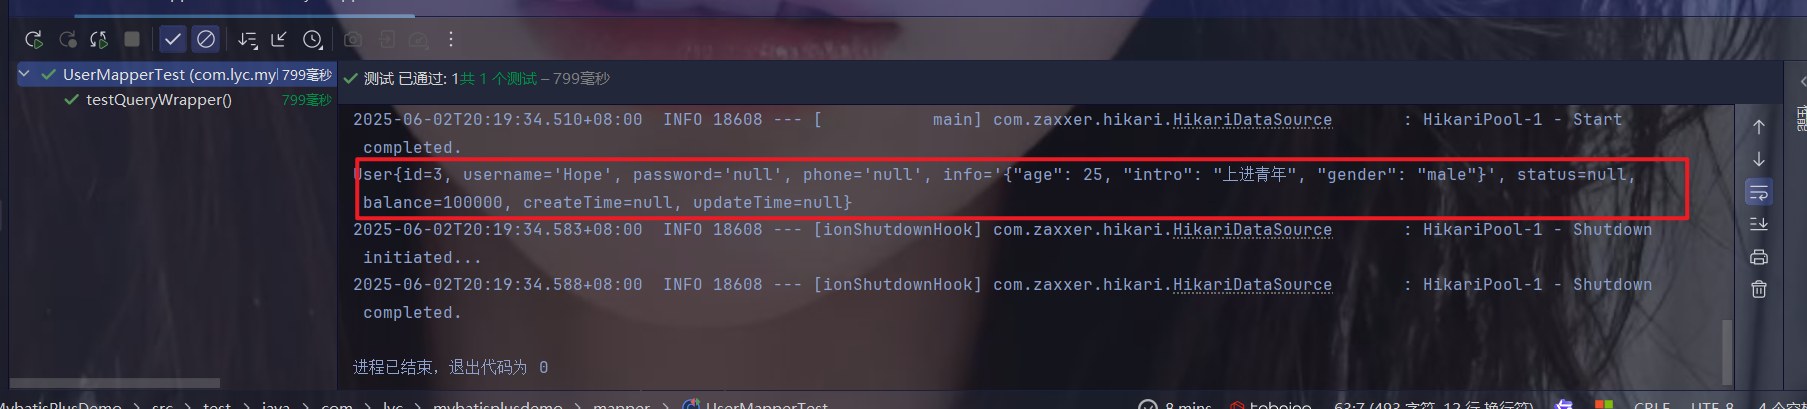 UserMapperTest (com.lyc.my 799毫秒
testQueryWrapper() 799毫秒
测试 已通过: 1共 1 个测试 – 799毫秒
2025-06-02T20:19:34.510+08:00  INFO 18608 --- [           main] com.zaxxer.hikari.HikariDataSource       : HikariPool-1 - Start
completed.
User{id=3, username='Hope', password='null', phone='null', info='{"age": 25, "intro": "上进青年", "gender": "male"}', status=null,
balance=100000, createTime=null, updateTime=null}
2025-06-02T20:19:34.583+08:00  INFO 18608 --- [ionShutdownHook] com.zaxxer.hikari.HikariDataSource       : HikariPool-1 - Shutdown
initiated...
2025-06-02T20:19:34.588+08:00  INFO 18608 --- [ionShutdownHook] com.zaxxer.hikari.HikariDataSource       : HikariPool-1 - Shutdown
completed.
进程已结束，退出代码为 0
MybatisPlusDemo > src > test > java > com > lyc > mybatisplusdemo > mapper > UserMapperTest
8 mins 63:7 (493 字符, 12 行 换行符) CRLF UTF-8 4 个空格